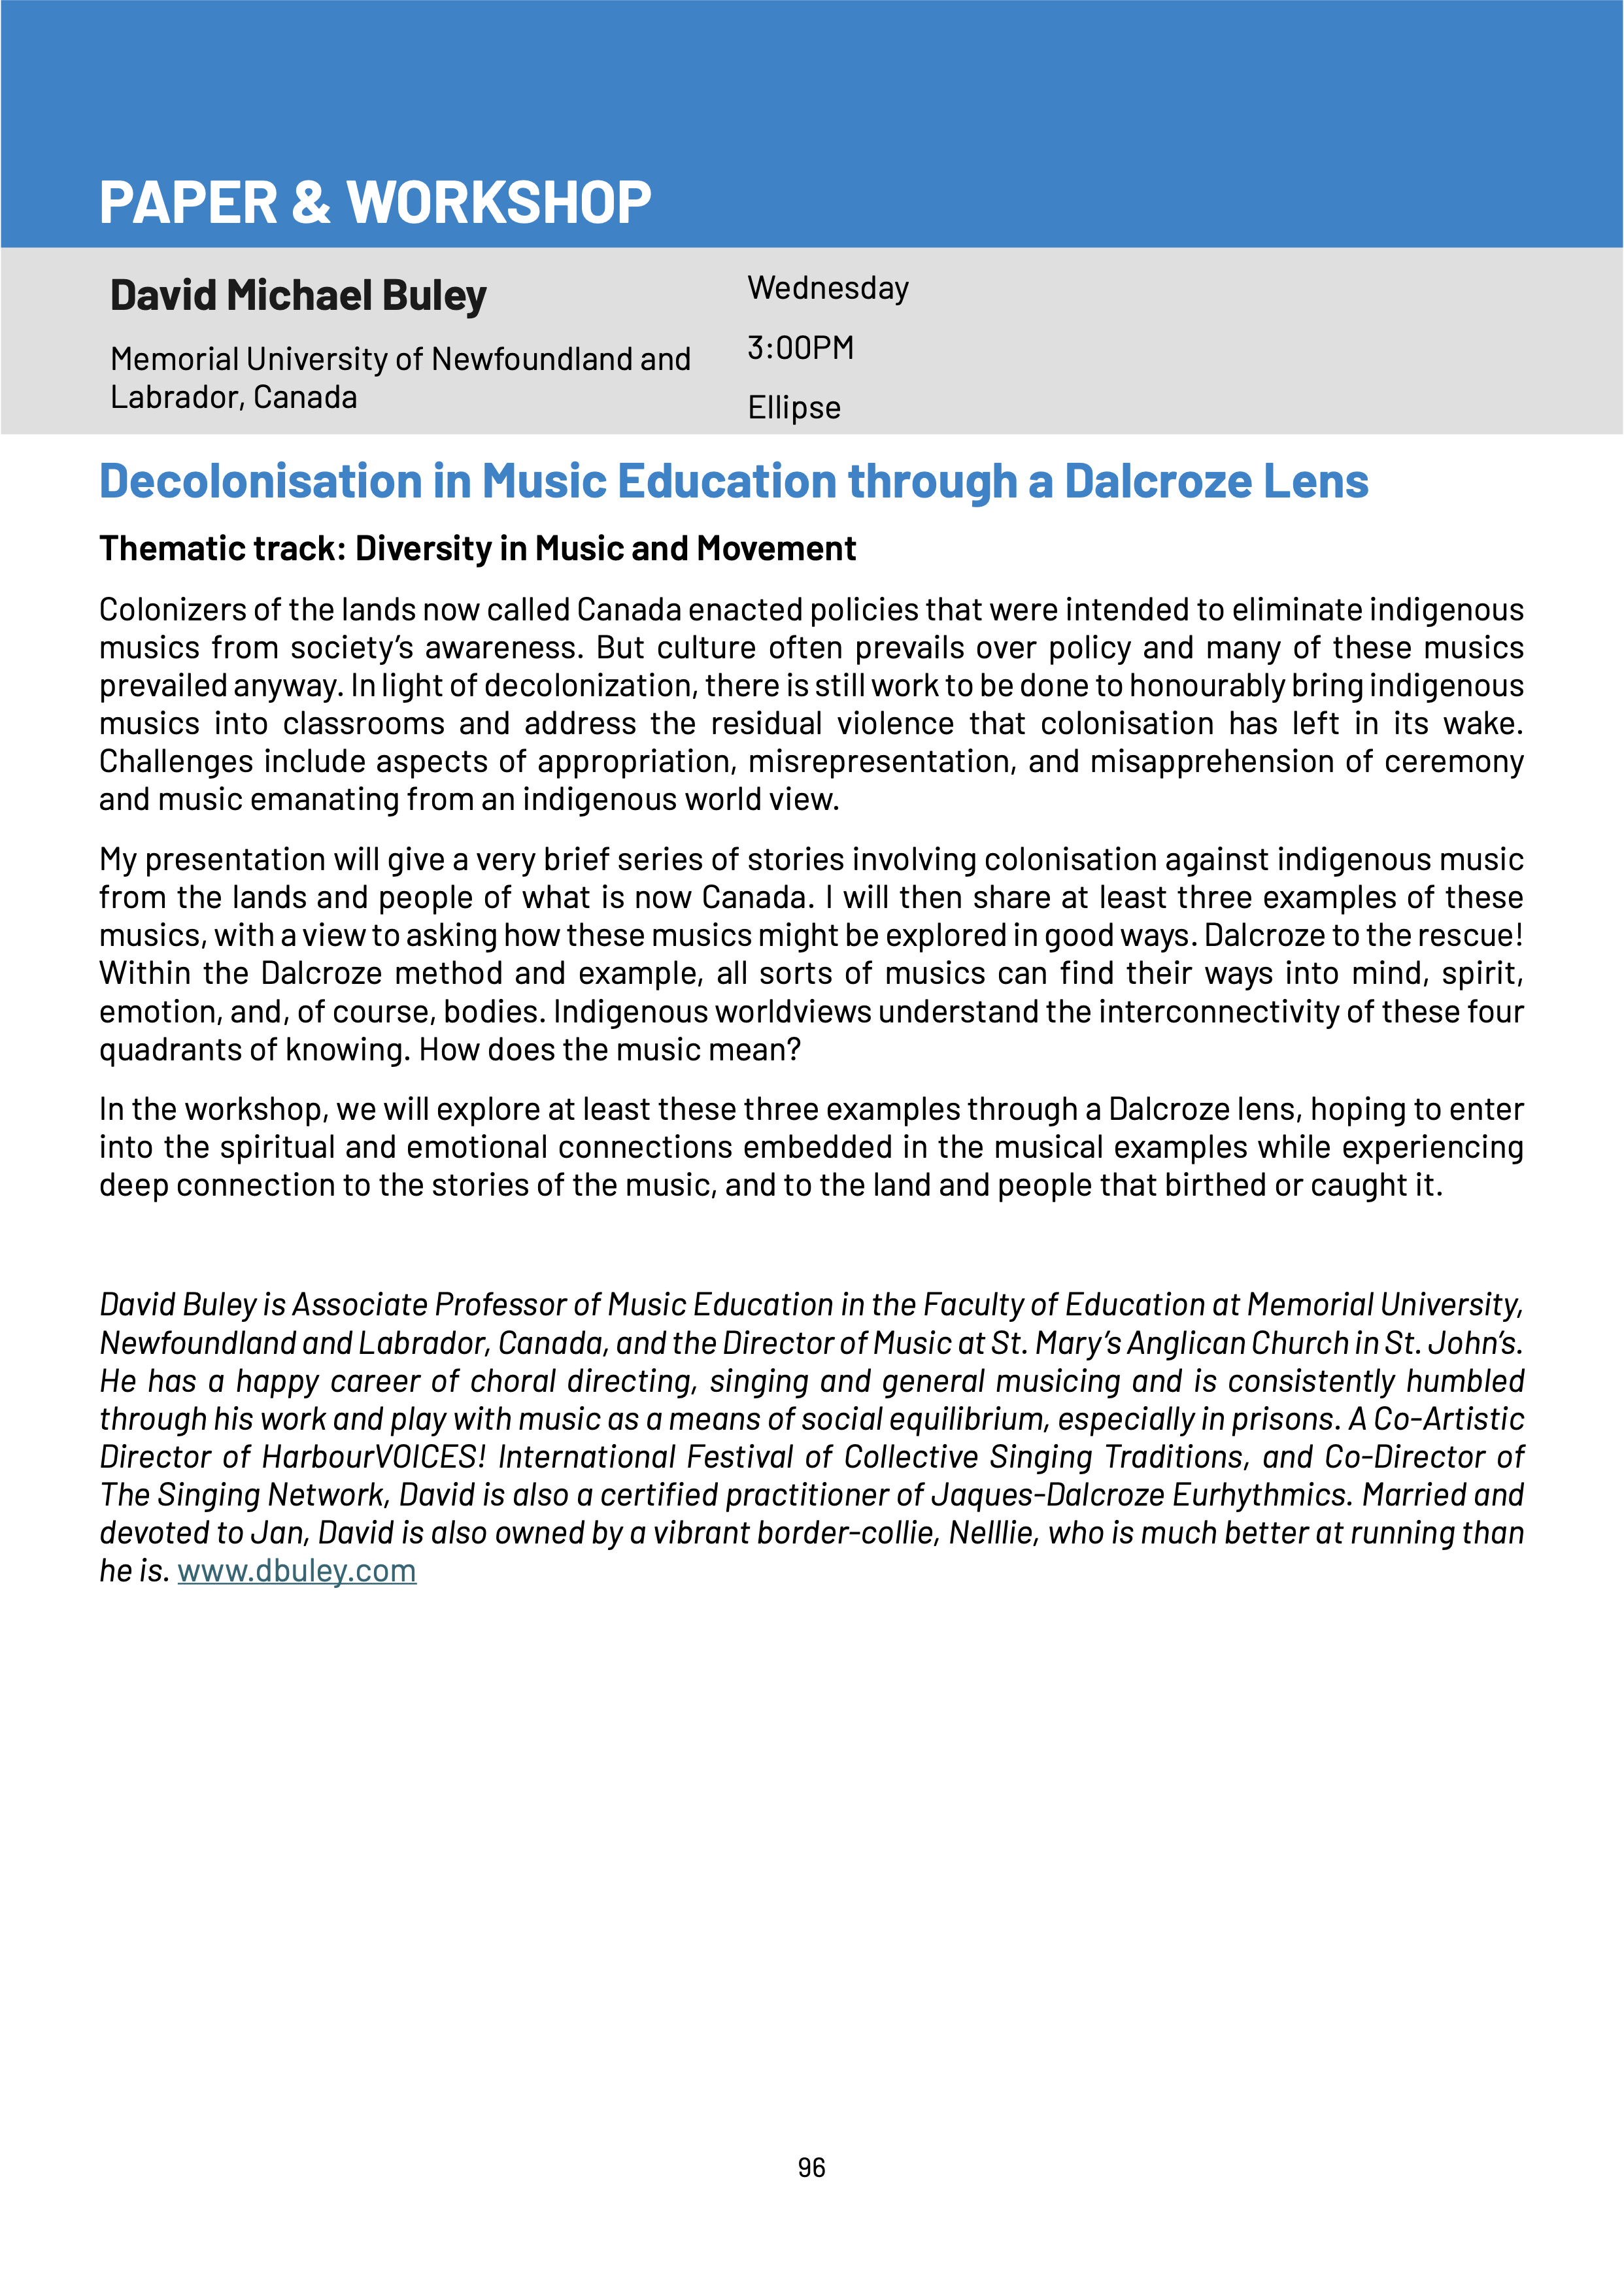 PAPER & WORKSHOP
David Michael Buley
Memorial University of Newfoundland and
Labrador, Canada
Wednesday
3:00PM
Ellipse
Decolonisation in Music Education through a Dalcroze Lens
Thematic track: Diversity in Music and Movement
Colonizers of the lands now called Canada enacted policies that were intended to eliminate indigenous
musics from society’s awareness. But culture often prevails over policy and many of these musics
prevailed anyway. In light of decolonization, there is still work to be done to honourably bring indigenous
musics into classrooms and address the residual violence that colonisation has left in its wake.
Challenges include aspects of appropriation, misrepresentation, and misapprehension of ceremony
and music emanating from an indigenous world view.
My presentation will give a very brief series of stories involving colonisation against indigenous music
from the lands and people of what is now Canada. I will then share at least three examples of these
musics, with a view to asking how these musics might be explored in good ways. Dalcroze to the rescue!
Within the Dalcroze method and example, all sorts of musics can find their ways into mind, spirit,
emotion, and, of course, bodies. Indigenous worldviews understand the interconnectivity of these four
quadrants of knowing. How does the music mean?
In the workshop, we will explore at least these three examples through a Dalcroze lens, hoping to enter
into the spiritual and emotional connections embedded in the musical examples while experiencing
deep connection to the stories of the music, and to the land and people that birthed or caught it.
David Buley is Associate Professor of Music Education in the Faculty of Education at Memorial University,
Newfoundland and Labrador, Canada, and the Director of Music at St. Mary’s Anglican Church in St. John’s.
He has a happy career of choral directing, singing and general musicing and is consistently humbled
through his work and play with music as a means of social equilibrium, especially in prisons. A Co-Artistic
Director of HarbourVOICES! International Festival of Collective Singing Traditions, and Co-Director of
The Singing Network, David is also a certified practitioner of Jaques-Dalcroze Eurhythmics. Married and
devoted to Jan, David is also owned by a vibrant border-collie, Nelllie, who is much better at running than
he is. www.dbuley.com
96